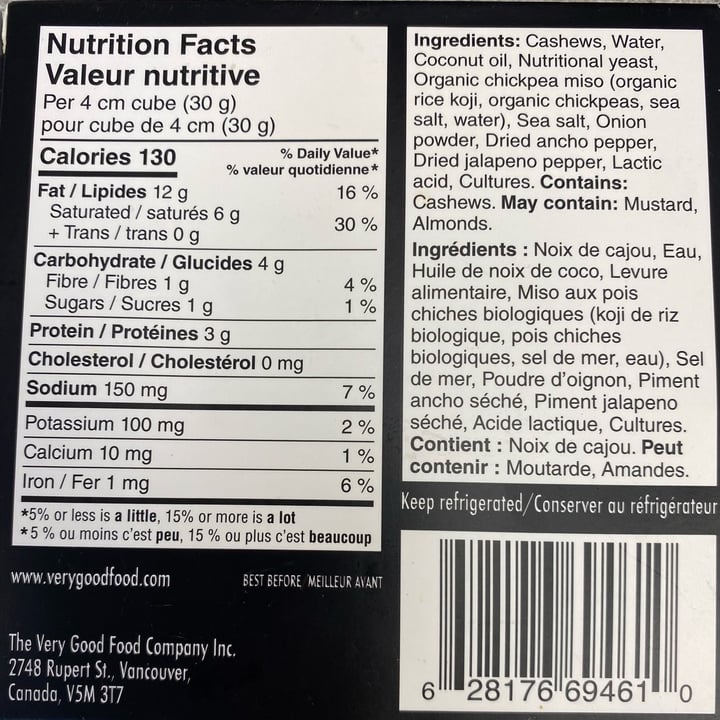 Nutrition Facts
Valeur nutritive
Per 4 cm cube (30 g)
pour cube de 4 cm (30 g)
Calories 130
% Daily Value*
% valeur quotidienne*
Fat / Lipides 12 g 16 %
Saturated / saturés 6 g
+ Trans / trans 0 g 30 %
Carbohydrate / Glucides 4 g
Fibre / Fibres 1 g 4 %
Sugars / Sucres 1 g 1 %
Protein / Protéines 3 g
Cholesterol / Cholestérol 0 mg
Sodium 150 mg 7 %
Potassium 100 mg 2 %
Calcium 10 mg 1 %
Iron / Fer 1 mg 6 %
*5% or less is a little, 15% or more is a lot
*5 % ou moins c'est peu, 15 % ou plus c'est beaucoup
www.verygoodfood.com
BEST BEFORE/MEILLEUR AVANT
The Very Good Food Company Inc.
2748 Rupert St., Vancouver,
Canada, V5M 3T7
Ingredients: Cashews, Water,
Coconut oil, Nutritional yeast,
Organic chickpea miso (organic
rice koji, organic chickpeas, sea
salt, water), Sea salt, Onion
powder, Dried ancho pepper,
Dried jalapeno pepper, Lactic
acid, Cultures. Contains:
Cashews. May contain: Mustard,
Almonds.
Ingrédients : Noix de cajou, Eau,
Huile de noix de coco, Levure
alimentaire, Miso aux pois
chiches biologiques (koji de riz
biologique, pois chiches
biologiques, sel de mer, eau), Sel
de mer, Poudre d'oignon, Piment
ancho séché, Piment jalapeno
séché, Acide lactique, Cultures.
Contient : Noix de cajou. Peut
contenir : Moutarde, Amandes.
Keep refrigerated/Conserver au réfrigérateur
6 28176 69461 0